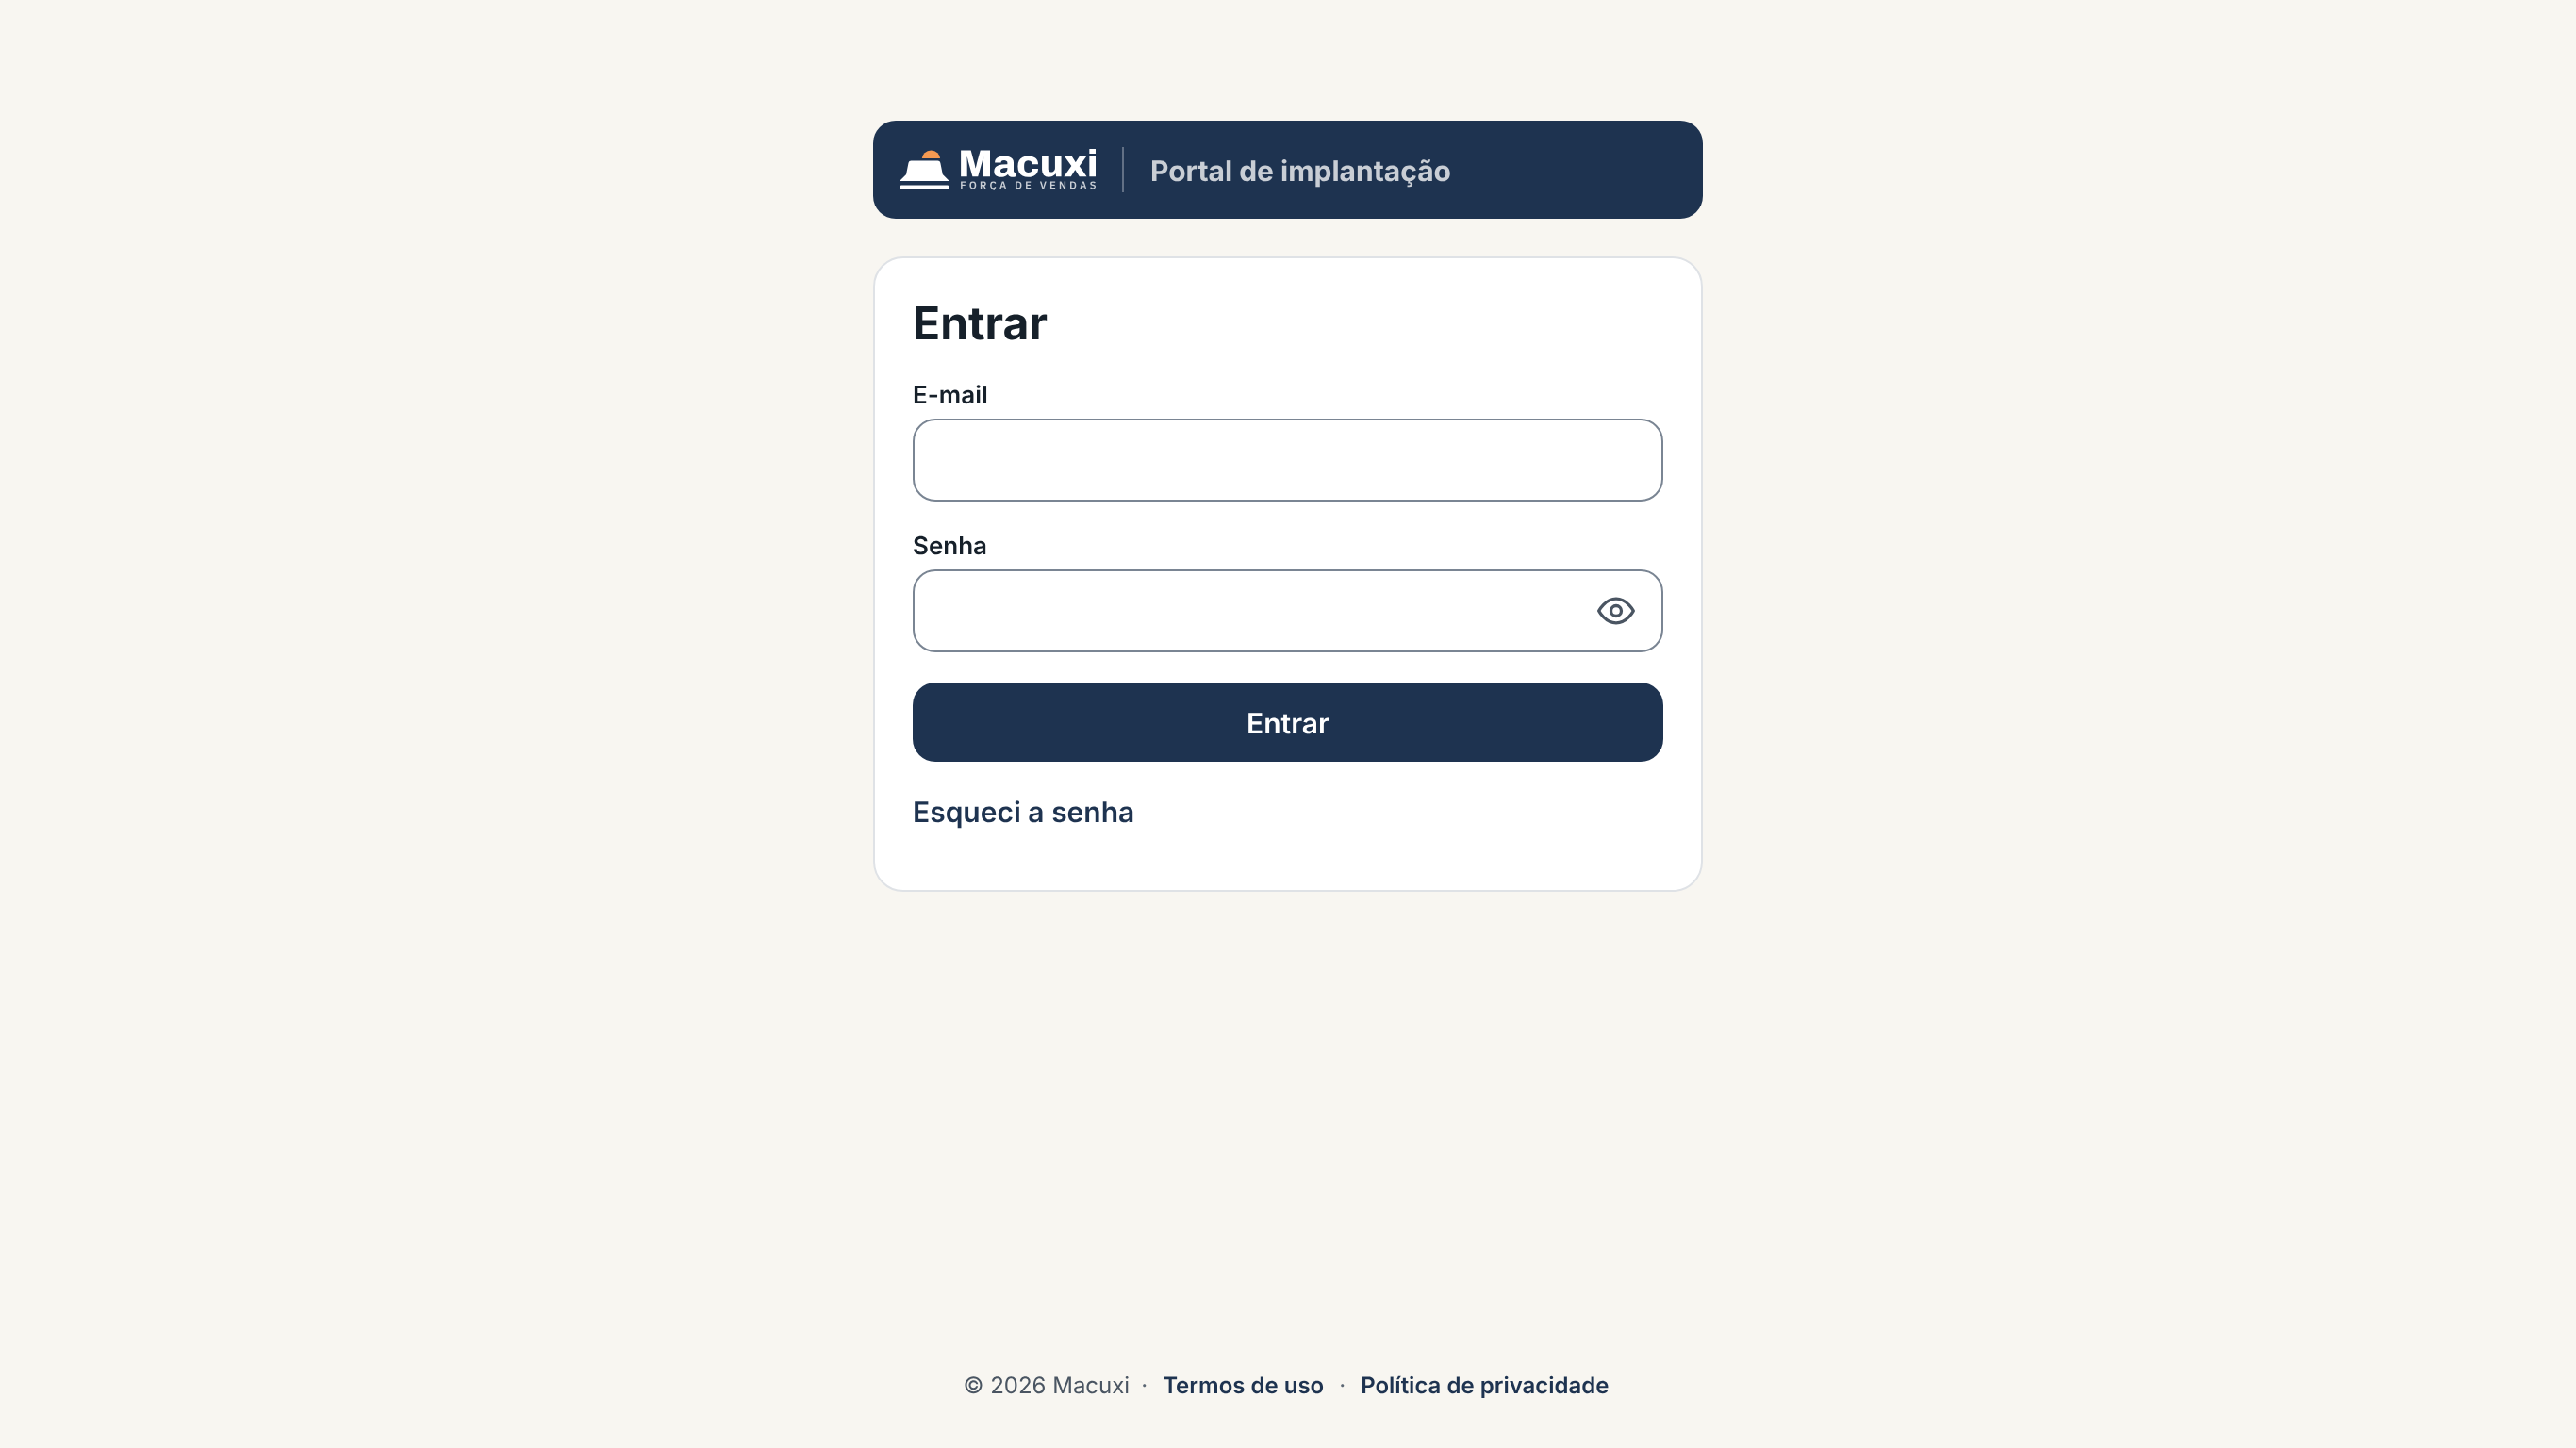 Macuxi
FORÇA DE VENDAS
Portal de implantação
Entrar
E-mail
Senha
Entrar
Esqueci a senha
© 2026 Macuxi · Termos de uso · Política de privacidade